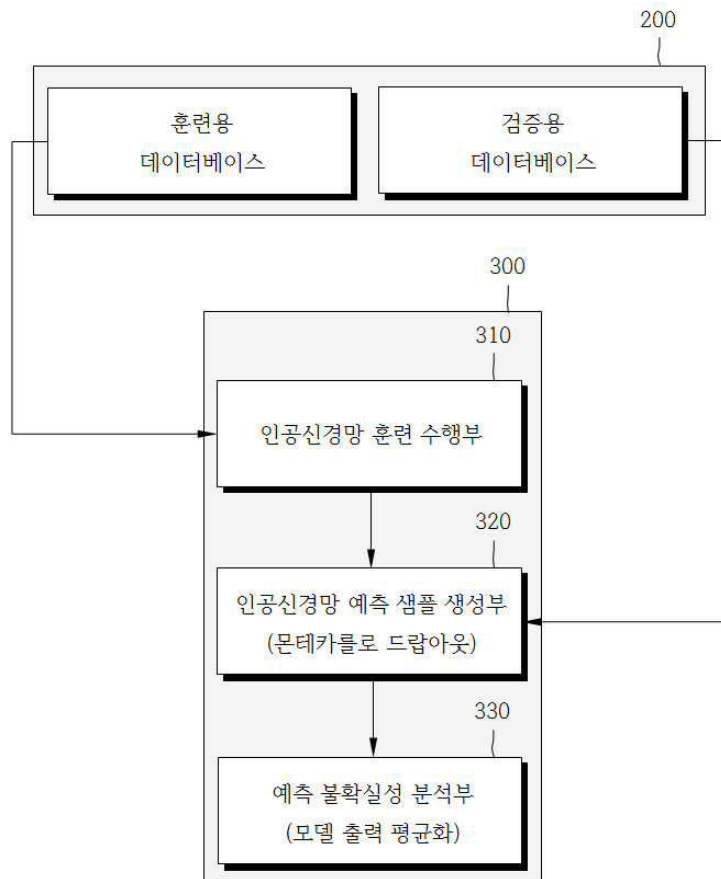 200
훈련용
데이터베이스
검증용
데이터베이스
300
310
인공신경망 훈련 수행부
320
인공신경망 예측 샘플 생성부
(몬테카를로 드랍아웃)
330
예측 불확실성 분석부
(모델 출력 평균화)